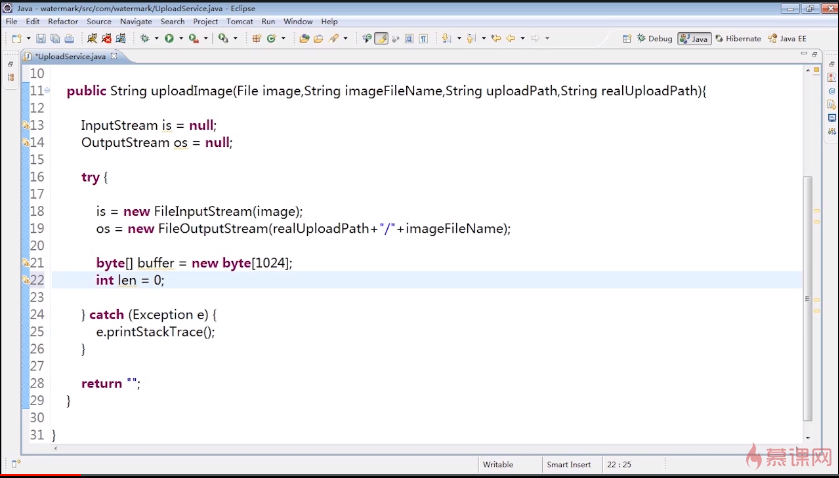 Java - watermark/src/com/watermark/UploadService.java - Eclipse
File Edit Refactor Source Navigate Search Project Tomcat Run Window Help
Debug Java Hibernate Java EE
*UploadService.java
10
11 public String uploadImage(File image,String imageFileName,String uploadPath,String realUploadPath){
12
13 InputStream is = null;
14 OutputStream os = null;
15
16 try {
17
18 is = new FileInputStream(image);
19 os = new FileOutputStream(realUploadPath+"/"+imageFileName);
20
21 byte[] buffer = new byte[1024];
22 int len = 0;
23
24 } catch (Exception e) {
25 e.printStackTrace();
26 }
27
28 return "";
29 }
30
31 }
Writable Smart Insert 22 : 25
慕课网